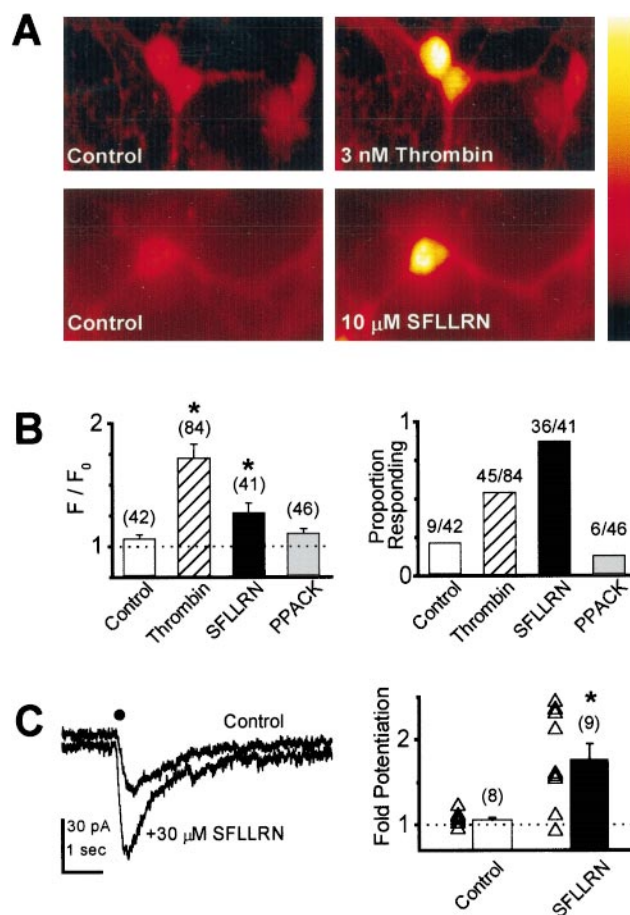 A
Control
3 nM Thrombin
Control
10 μM SFLLRN
B
F / F0
2
1
(42)
*
(84)
*
(41)
(46)
Control
Thrombin
SFLLRN
PPACK
Proportion
Responding
1
0
9/42
45/84
36/41
6/46
Control
Thrombin
SFLLRN
PPACK
C
Control
+30 μM SFLLRN
30 pA
1 sec
Fold Potentiation
2
1
(8)
*
(9)
Control
SFLLRN